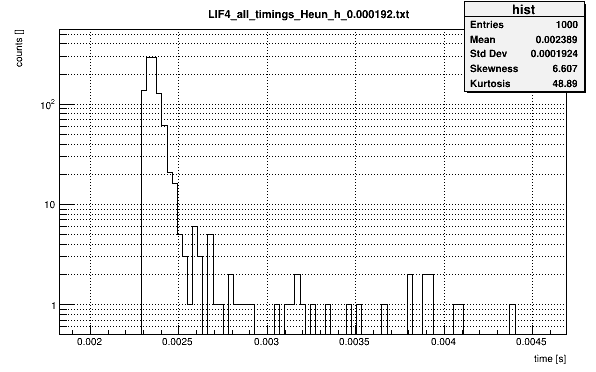 LIF4_all_timings_Heun_h_0.000192.txt
hist
Entries 1000
Mean 0.002389
Std Dev 0.0001924
Skewness 6.607
Kurtosis 48.89
counts []
10²
10
1
0.002 0.0025 0.003 0.0035 0.004 0.0045
time [s]